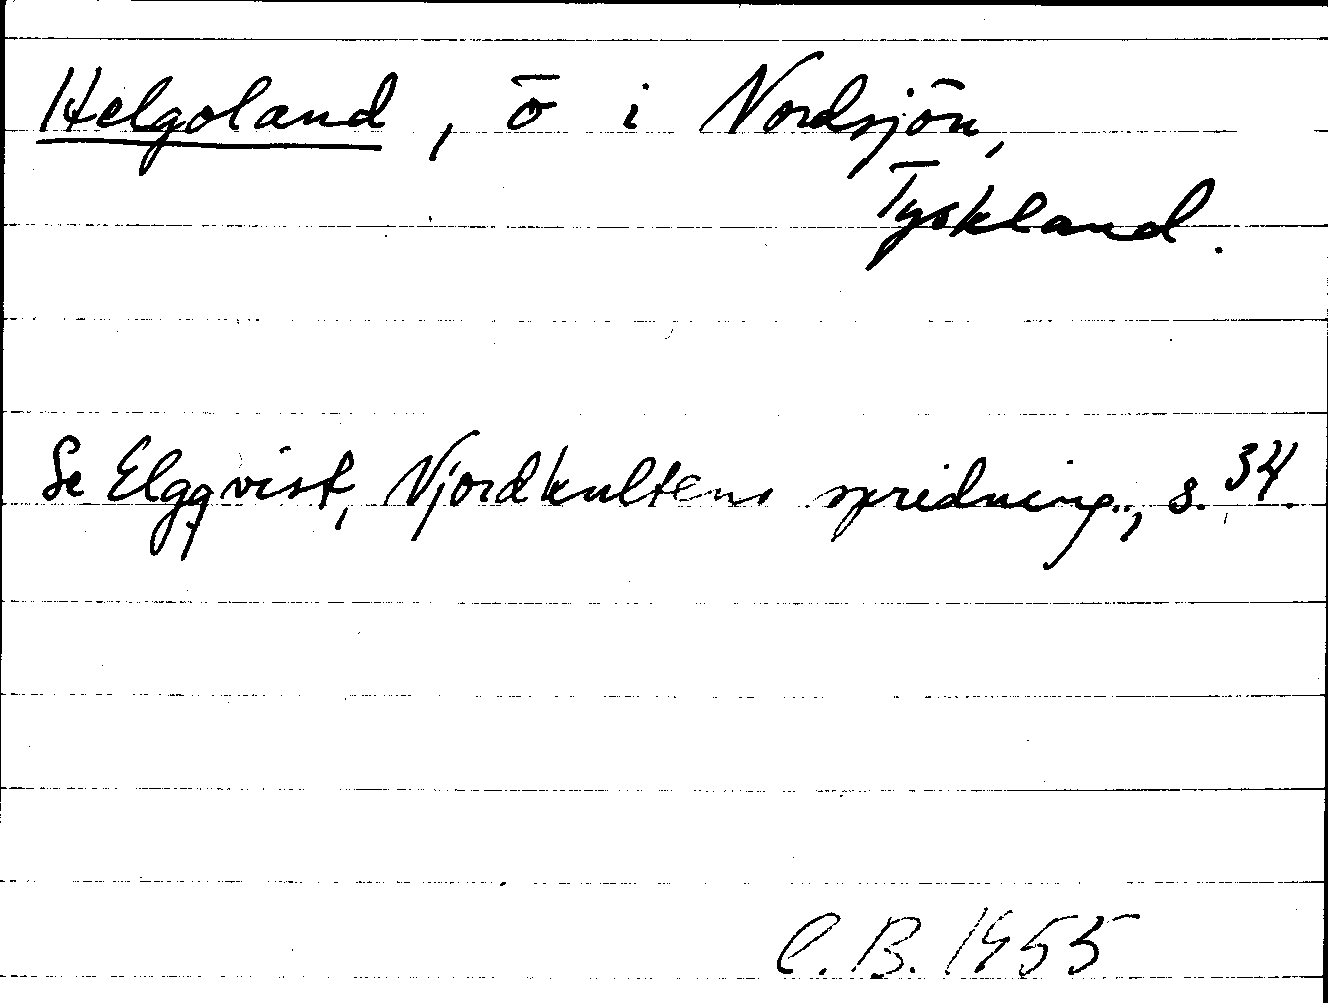 Helgoland, ö i Nordsjön,
Tyskland.
Se Elgqvist, Njordkultens spridning.., s. 34.
C.B. 1955